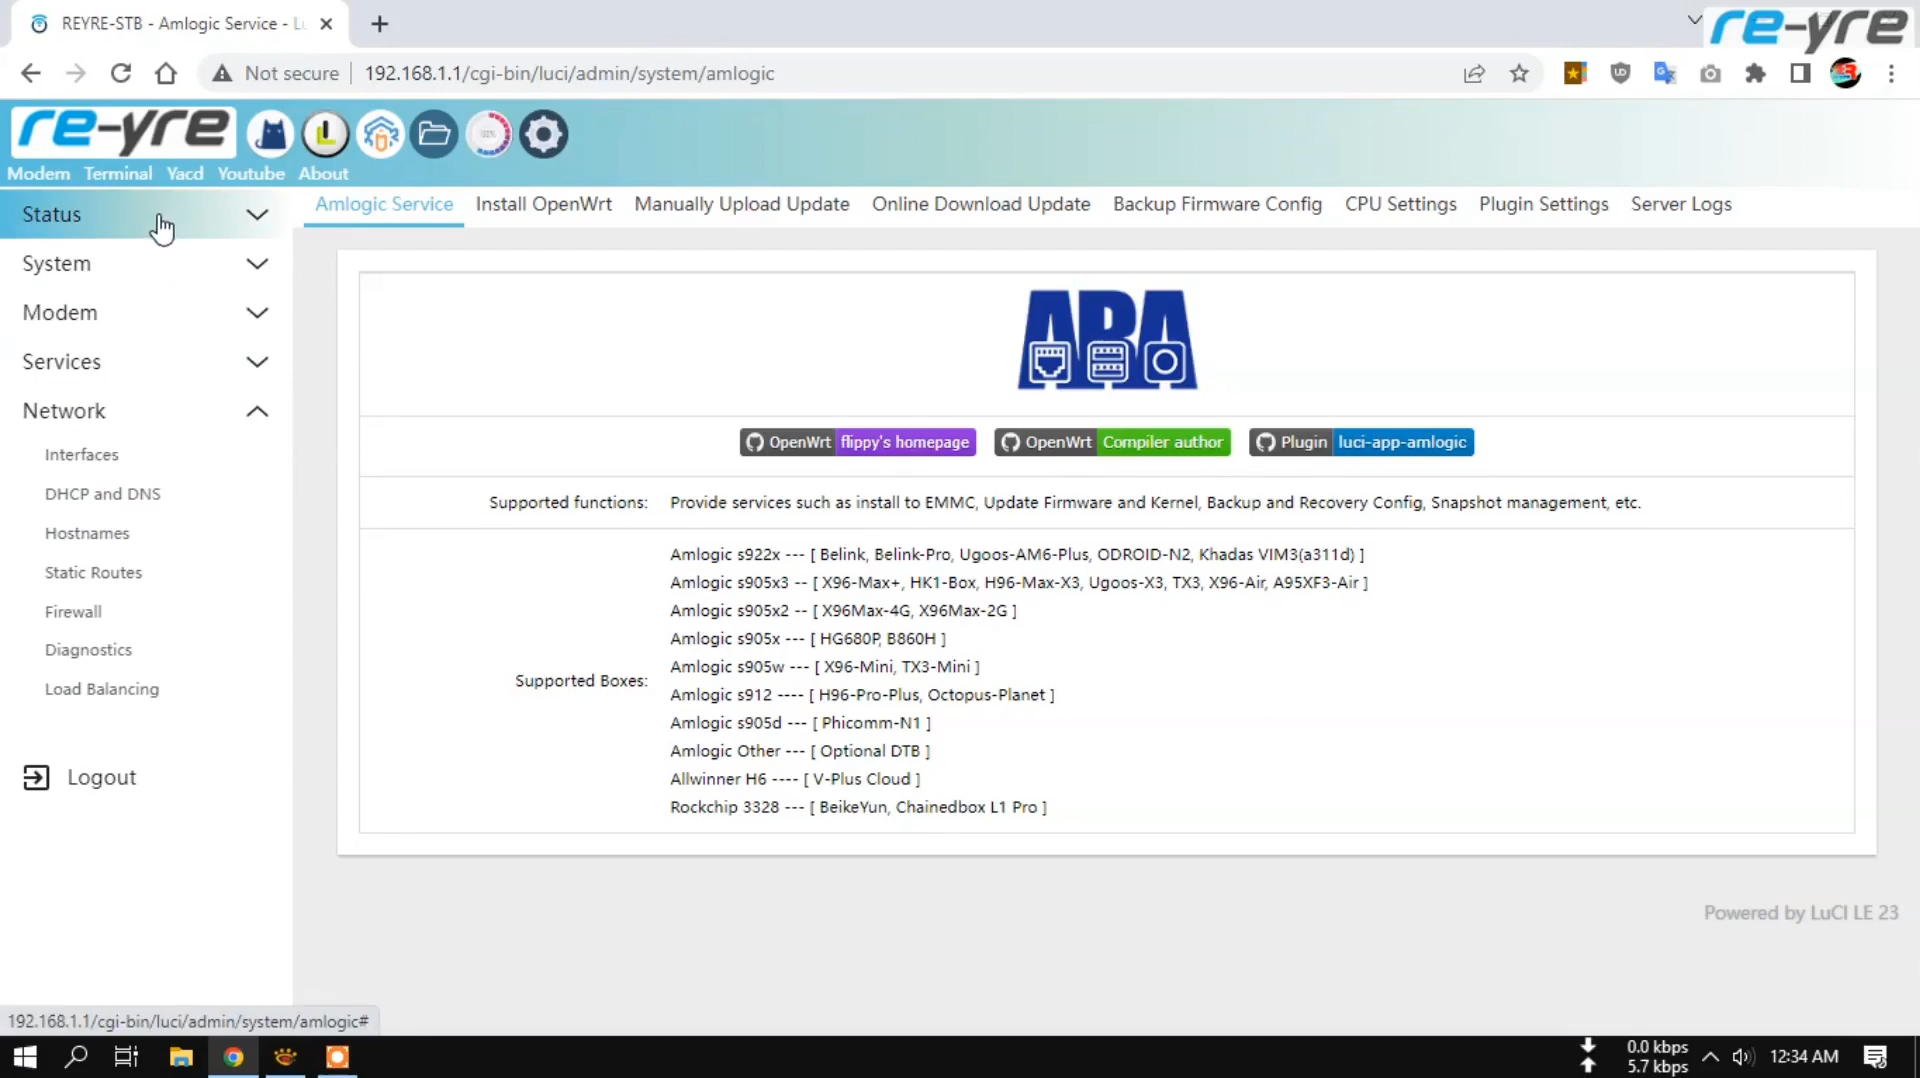 REYRE-STB - Amlogic Service - Lu
re-yre
Not secure
192.168.1.1/cgi-bin/luci/admin/system/amlogic
re-yre
100%
Modem Terminal Yacd Youtube About
Status
System
Modem
Services
Network
Interfaces
DHCP and DNS
Hostnames
Static Routes
Firewall
Diagnostics
Load Balancing
Logout
Amlogic Service Install OpenWrt Manually Upload Update Online Download Update Backup Firmware Config CPU Settings Plugin Settings Server Logs
ABA
OpenWrt flippy's homepage OpenWrt Compiler author Plugin luci-app-amlogic
Supported functions: Provide services such as install to EMMC, Update Firmware and Kernel, Backup and Recovery Config, Snapshot management, etc.
Supported Boxes:
Amlogic s922x --- [ Belink, Belink-Pro, Ugoos-AM6-Plus, ODROID-N2, Khadas VIM3(a311d) ]
Amlogic s905x3 -- [ X96-Max+, HK1-Box, H96-Max-X3, Ugoos-X3, TX3, X96-Air, A95XF3-Air ]
Amlogic s905x2 -- [ X96Max-4G, X96Max-2G ]
Amlogic s905x --- [ HG680P, B860H ]
Amlogic s905w --- [ X96-Mini, TX3-Mini ]
Amlogic s912 ---- [ H96-Pro-Plus, Octopus-Planet ]
Amlogic s905d --- [ Phicomm-N1 ]
Amlogic Other --- [ Optional DTB ]
Allwinner H6 ---- [ V-Plus Cloud ]
Rockchip 3328 --- [ BeikeYun, Chainedbox L1 Pro ]
Powered by LuCI LE 23
192.168.1.1/cgi-bin/luci/admin/system/amlogic#
0.0 kbps
5.7 kbps
12:34 AM